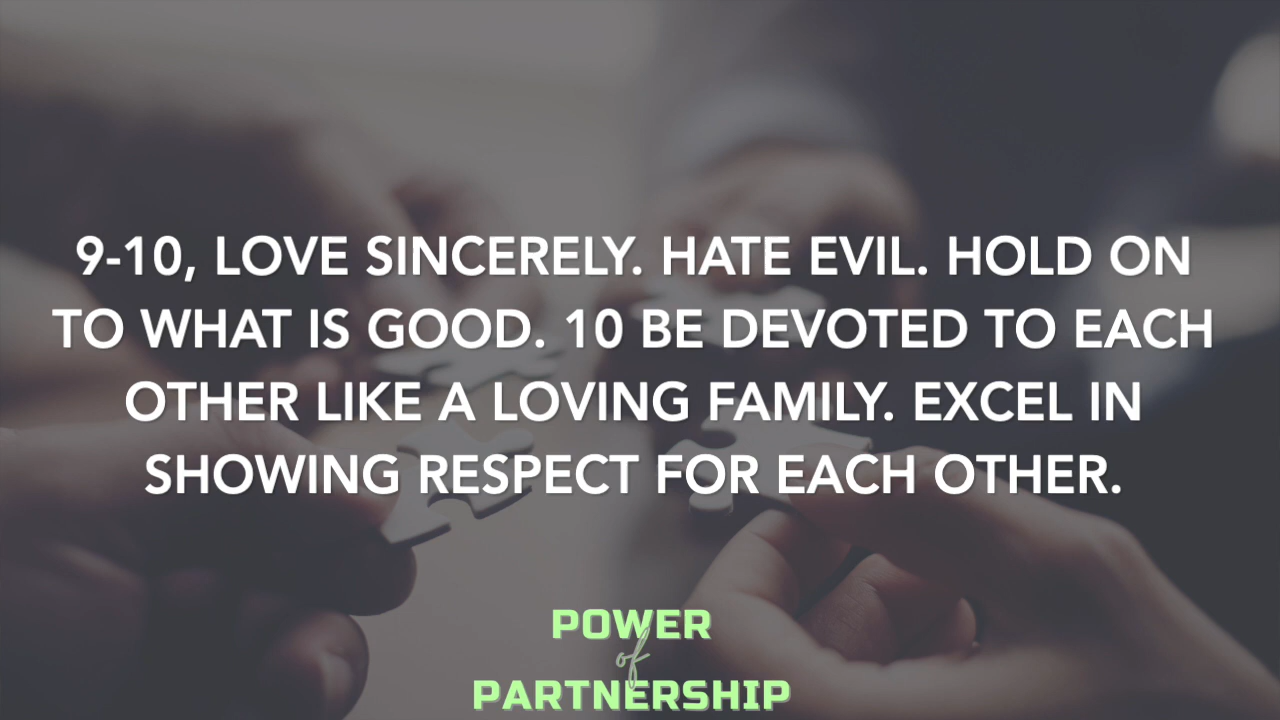 9-10, LOVE SINCERELY. HATE EVIL. HOLD ON
TO WHAT IS GOOD. 10 BE DEVOTED TO EACH
OTHER LIKE A LOVING FAMILY. EXCEL IN
SHOWING RESPECT FOR EACH OTHER.
POWER
of
PARTNERSHIP